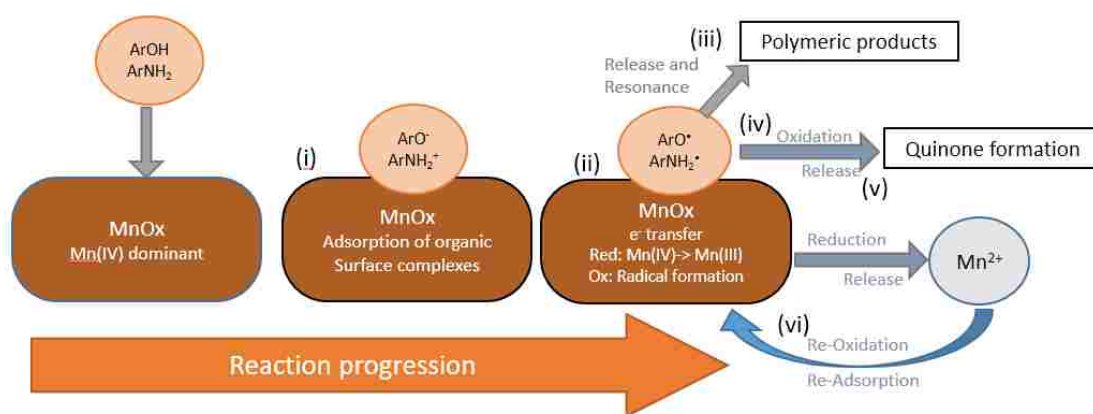 ArOH
ArNH₂
MnOx
Mn(IV) dominant
(i)
ArO⁻
ArNH₂⁺
MnOx
Adsorption of organic
Surface complexes
(ii)
ArO•
ArNH₂•
MnOx
e⁻ transfer
Red: Mn(IV)-> Mn(III)
Ox: Radical formation
(iii)
Release and
Resonance
Polymeric products
(iv)
Oxidation
Release
(v)
Quinone formation
Reduction
Release
Mn²⁺
(vi)
Re-Oxidation
Re-Adsorption
Reaction progression